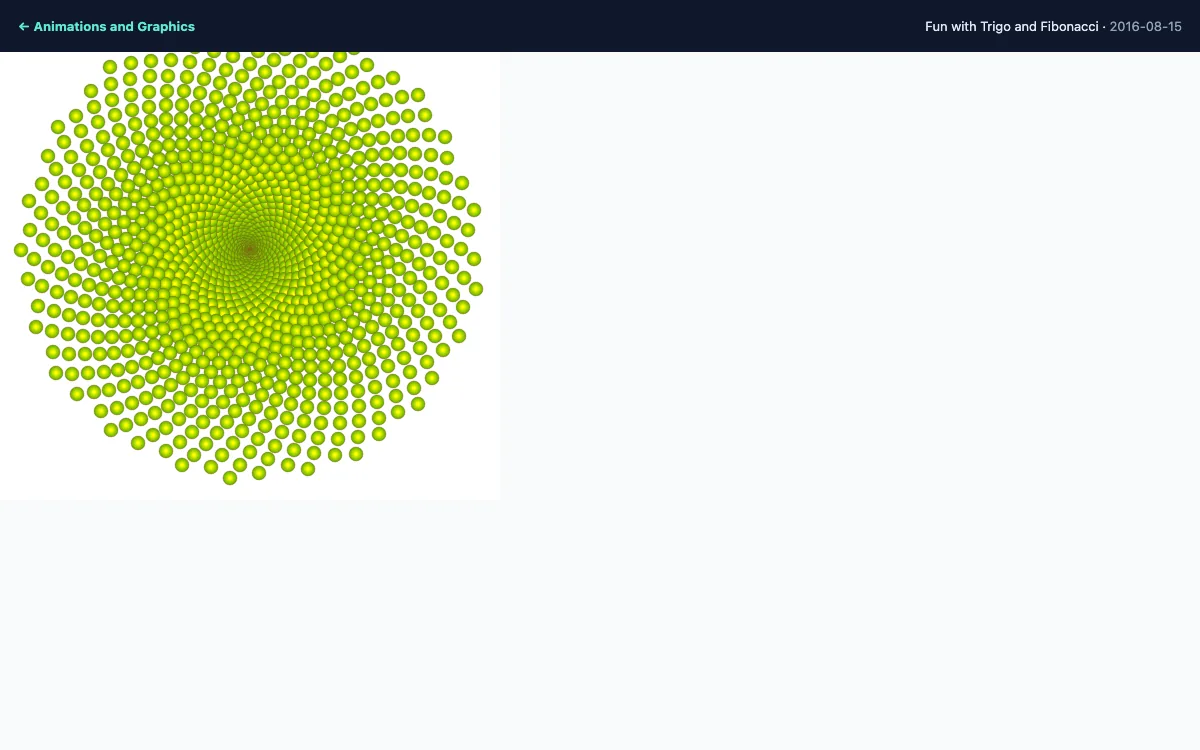 ← Animations and Graphics
Fun with Trigo and Fibonacci · 2016-08-15